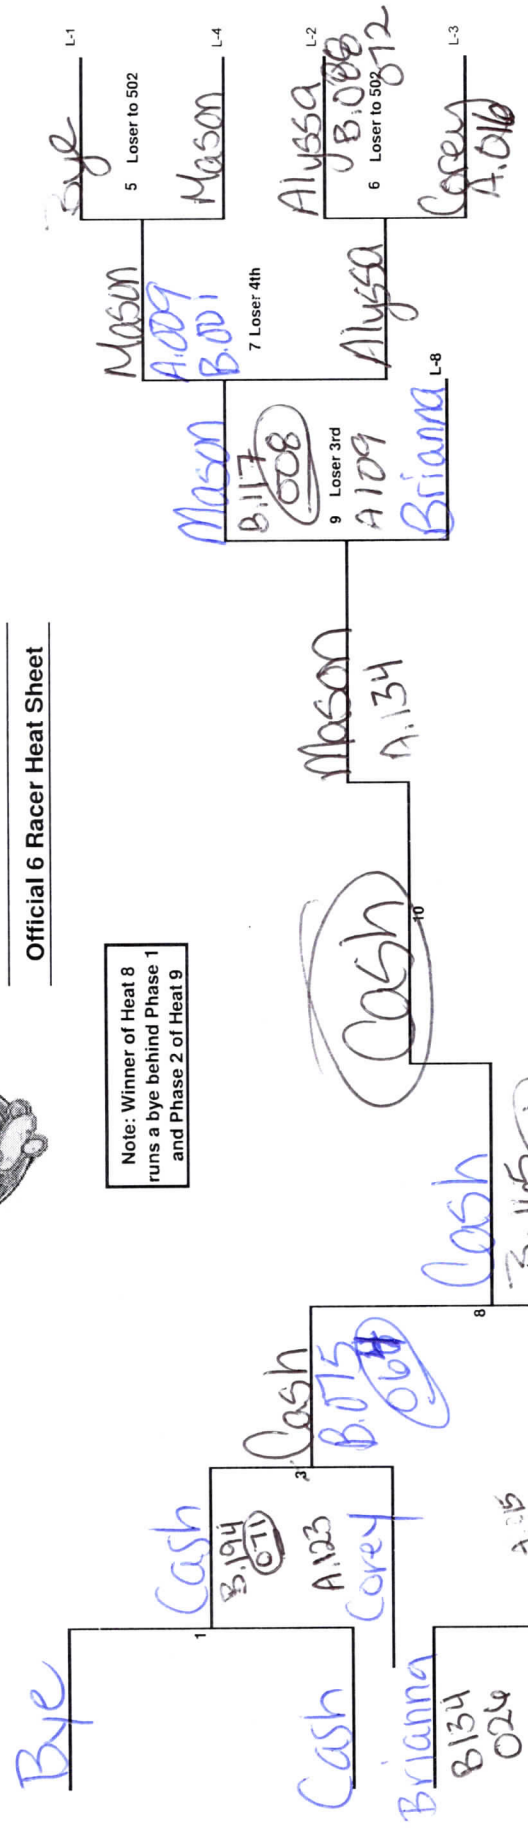 Official 6 Racer Heat Sheet
Note: Winner of Heat 8
runs a bye behind Phase 1
and Phase 2 of Heat 9
Bye
1
Cash
Cash
B.194
071
3
A.123
Corey
Brianna
B134
026
Cash
B.075
8
Cash
Cash
10
Mason
A.134
Mason
B.117
008
9 Loser 3rd
A109
Brianna
L-8
Mason
A.009
B.001
7 Loser 4th
Alyssa
Bye
L-1
5 Loser to 502
Mason
L-4
Alyssa
L-2
B.088
072
6 Loser to 502
Corey
L-3
A.016